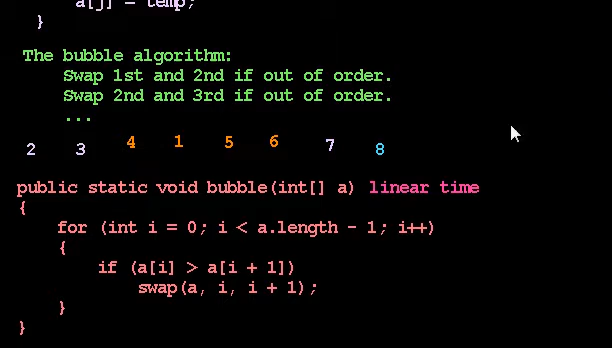 a[j] = temp;
}
The bubble algorithm:
Swap 1st and 2nd if out of order.
Swap 2nd and 3rd if out of order.
...
2 3 4 1 5 6 7 8
public static void bubble(int[] a) linear time
{
for (int i = 0; i < a.length - 1; i++)
{
if (a[i] > a[i + 1])
swap(a, i, i + 1);
}
}